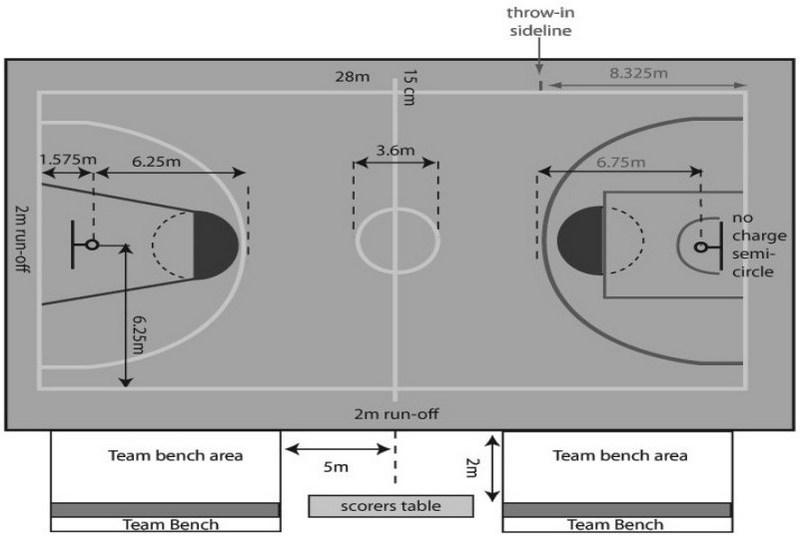 throw-in
sideline
28m
15 cm
8.325m
1.575m
6.25m
3.6m
6.75m
2m run-off
no
charge
semi-
circle
6.25m
2m run-off
Team bench area
5m
2m
Team bench area
scorers table
Team Bench
Team Bench